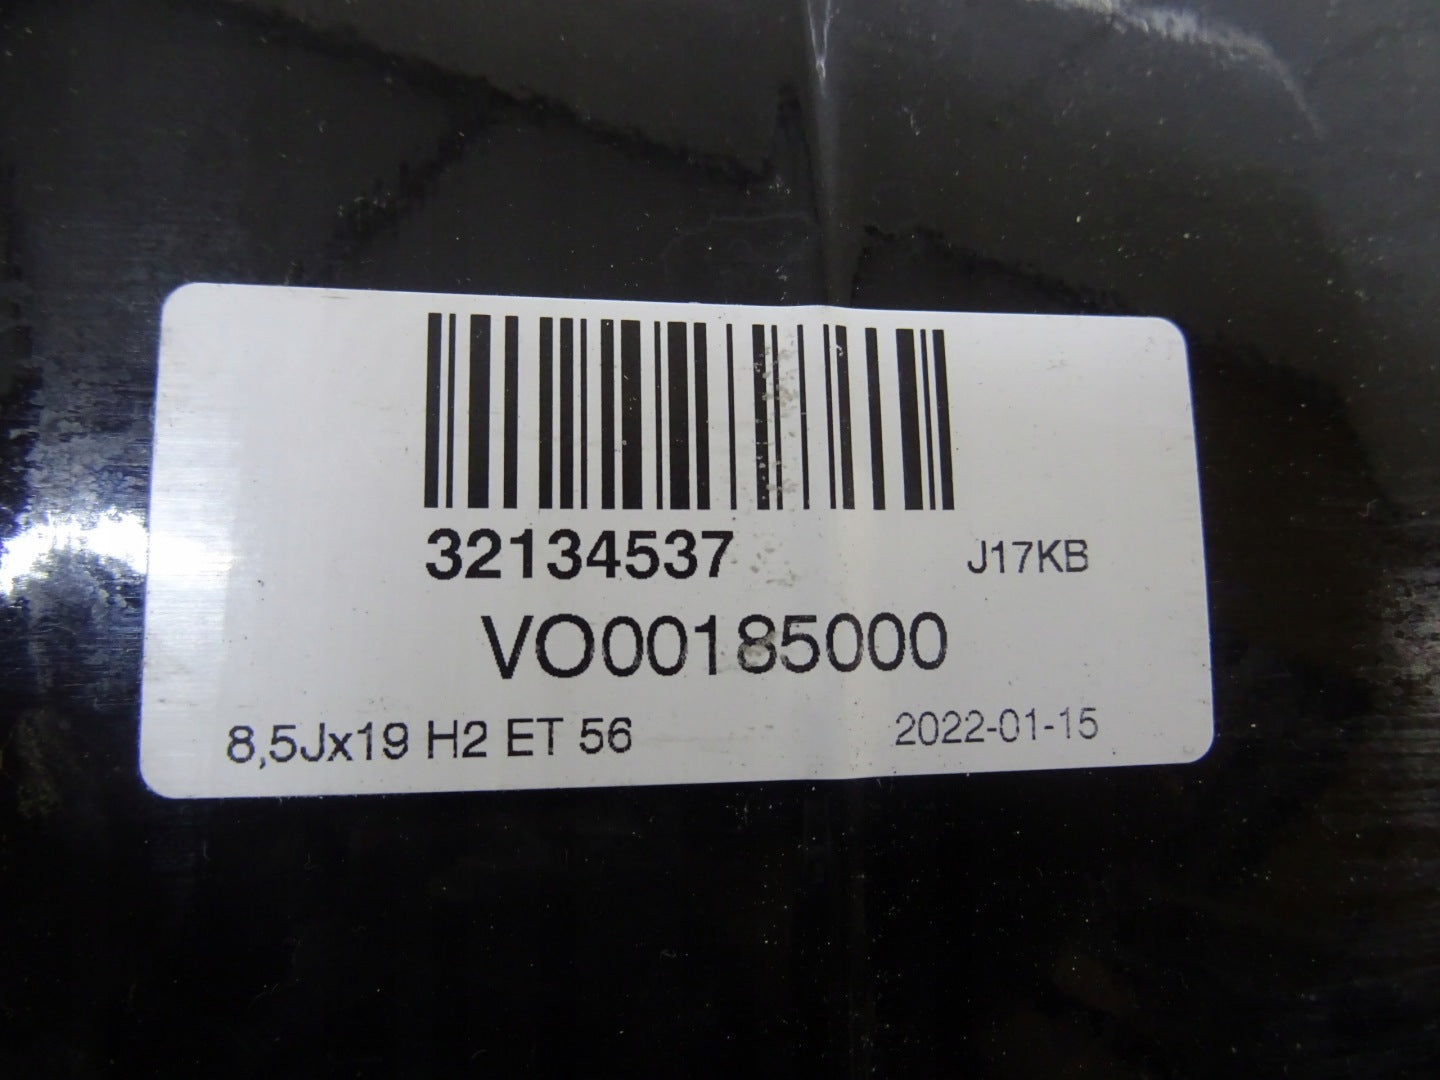 32134537 J17KB
VO00185000
8,5Jx19 H2 ET 56 2022-01-15